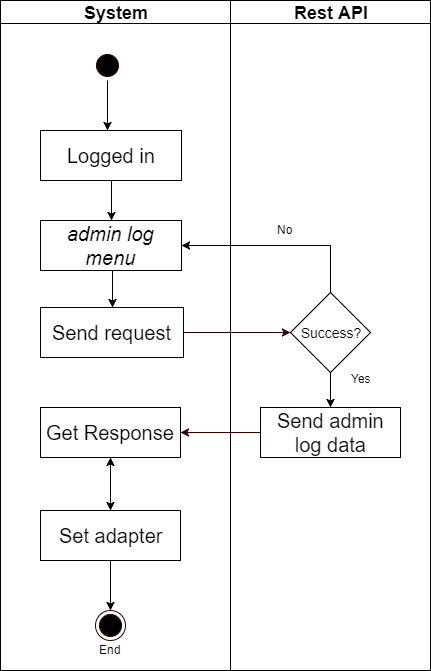 System
Rest API
Logged in
admin log
menu
No
Send request
Success?
Yes
Get Response
Send admin
log data
Set adapter
End